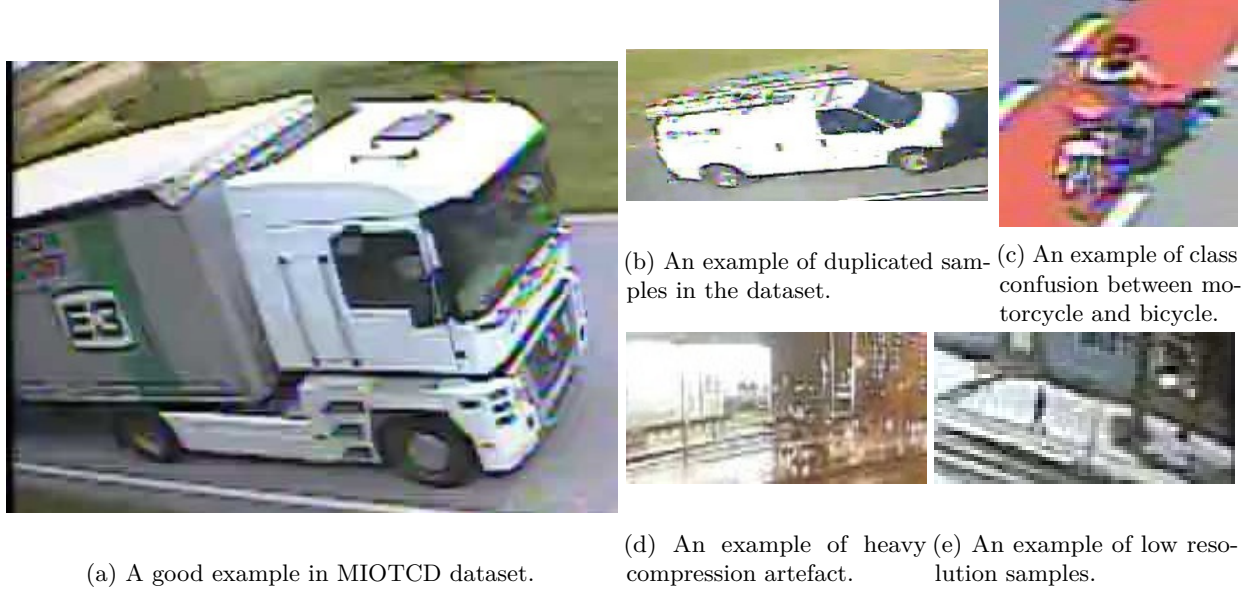 E3
(a) A good example in MIOTCD dataset.
(b) An example of duplicated sam-
ples in the dataset.
(c) An example of class
confusion between mo-
torcycle and bicycle.
(d) An example of heavy
compression artefact.
(e) An example of low reso-
lution samples.